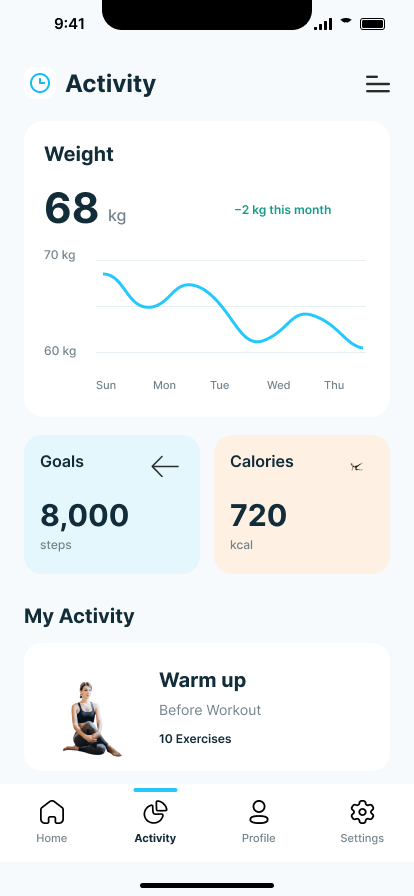 9:41
Activity
Weight
68 kg
−2 kg this month
70 kg
60 kg
Sun Mon Tue Wed Thu
Goals
8,000
steps
Calories
720
kcal
My Activity
Warm up
Before Workout
10 Exercises
Home Activity Profile Settings